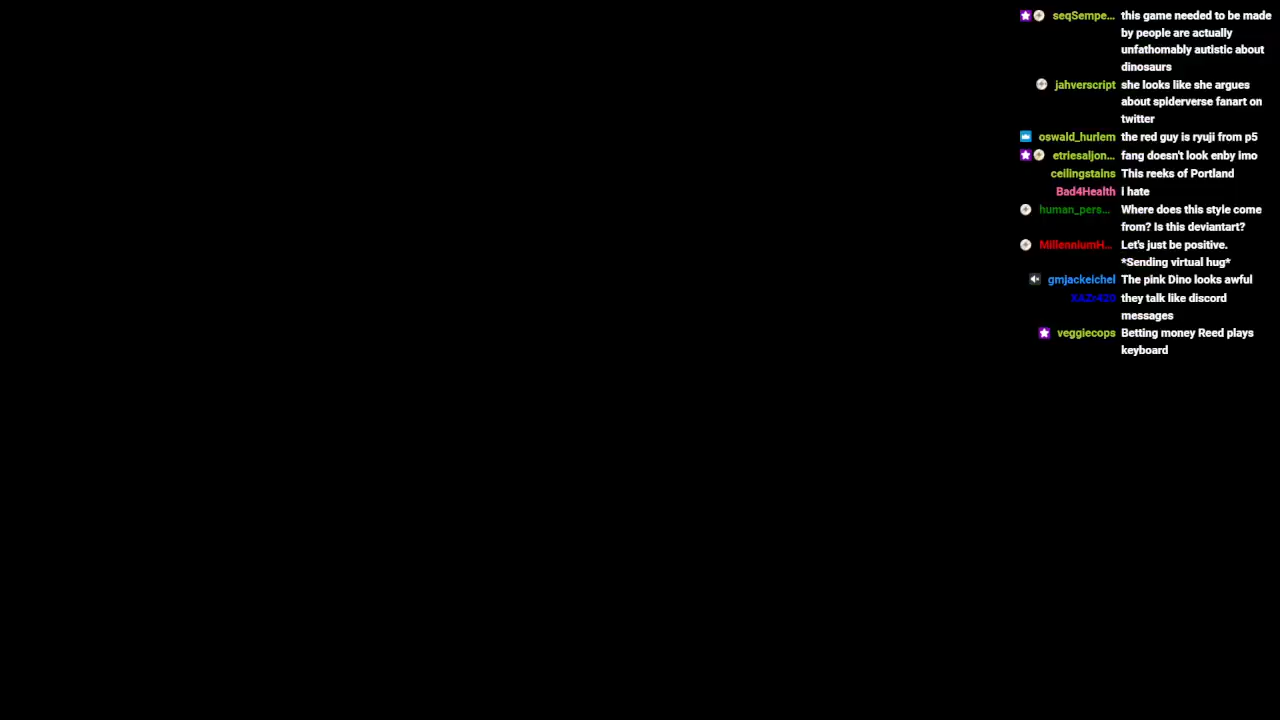 seqSempe... this game needed to be made
by people are actually
unfathomably autistic about
dinosaurs
jahverscript she looks like she argues
about spiderverse fanart on
twitter
oswald_hurlem the red guy is ryuji from p5
etriesaljon... fang doesn't look enby imo
ceilingstains This reeks of Portland
Bad4Health i hate
human_pers... Where does this style come
from? Is this deviantart?
MillenniumH... Let's just be positive.
*Sending virtual hug*
gmjackeichel The pink Dino looks awful
XAZr420 they talk like discord
messages
veggiecops Betting money Reed plays
keyboard